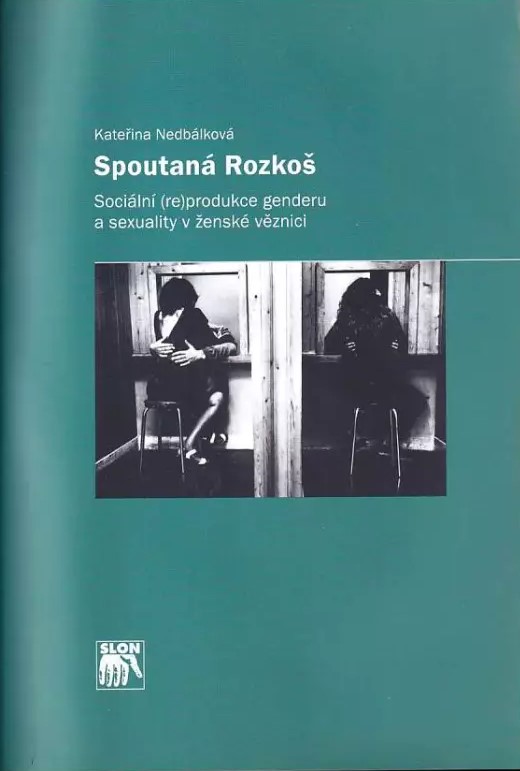 Kateřina Nedbálková
Spoutaná Rozkoš
Sociální (re)produkce genderu
a sexuality v ženské věznici
SLON